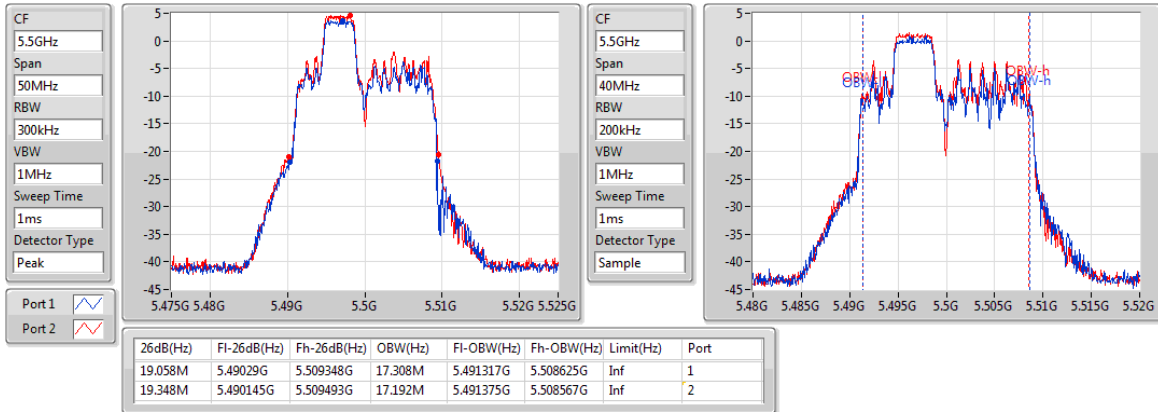 CF
5.5GHz
Span
50MHz
RBW
300kHz
VBW
1MHz
Sweep Time
1ms
Detector Type
Peak
Port 1
Port 2
5
0
-5
-10
-15
-20
-25
-30
-35
-40
-45
5.475G 5.48G 5.49G 5.5G 5.51G 5.52G 5.525G
CF
5.5GHz
Span
40MHz
RBW
200kHz
VBW
1MHz
Sweep Time
1ms
Detector Type
Sample
5
0
-5
-10
-15
-20
-25
-30
-35
-40
-45
OBW-h
OBW-h
5.48G 5.485G 5.49G 5.495G 5.5G 5.505G 5.51G 5.515G 5.52G
26dB(Hz) Fl-26dB(Hz) Fh-26dB(Hz) OBW(Hz) Fl-OBW(Hz) Fh-OBW(Hz) Limit(Hz) Port
19.058M 5.49029G 5.509348G 17.308M 5.491317G 5.508625G Inf 1
19.348M 5.490145G 5.509493G 17.192M 5.491375G 5.508567G Inf 2